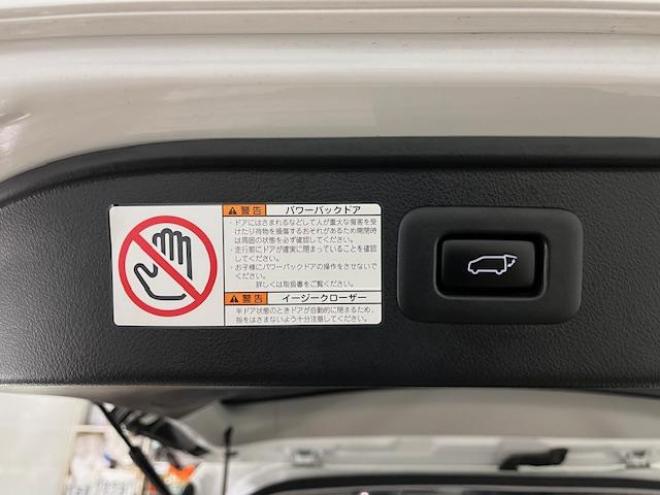 警告 パワーバックドア
・ドアにはさまれるなどして人が重大な傷害を受
けたり荷物を損傷するおそれがあるため開閉時
は周囲の状態を必ず確認してください。
・走行前にドアが確実に閉まっていることを確認
してください。
・お子様にパワーバックドアの操作をさせないで
ください。
詳しくは取扱書をご覧ください。
警告 イージークローザー
半ドア状態のときドアが自動的に閉まるため、
指をはさまないよう十分注意してください。